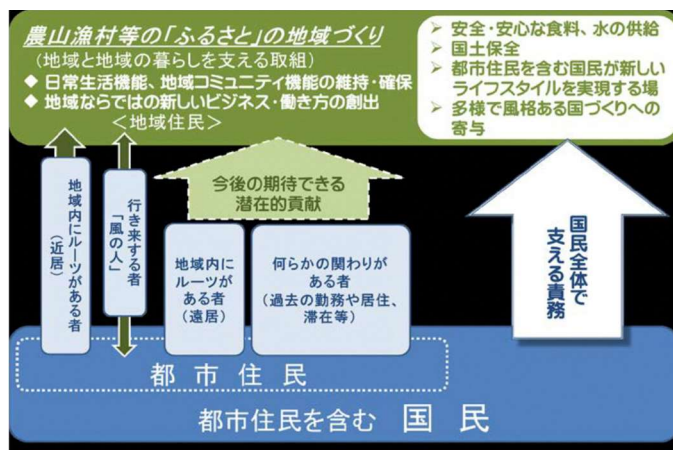 農山漁村等の「ふるさと」の地域づくり
(地域と地域の暮らしを支える取組)
◆ 日常生活機能、地域コミュニティ機能の維持・確保
◆ 地域ならではの新しいビジネス・働き方の創出
＜地域住民＞
➢ 安全・安心な食料、水の供給
➢ 国土保全
➢ 都市住民を含む国民が新しい
ライフスタイルを実現する場
➢ 多様で風格ある国づくりへの
寄与
地域内にルーツがある者
(近居)
行き来する者
「風の人」
今後の期待できる
潜在的貢献
地域内に
ルーツが
ある者
(遠居)
何らかの関わりが
ある者
(過去の勤務や居住、
滞在等)
国民全体で
支える責務
都市住民
都市住民を含む 国民